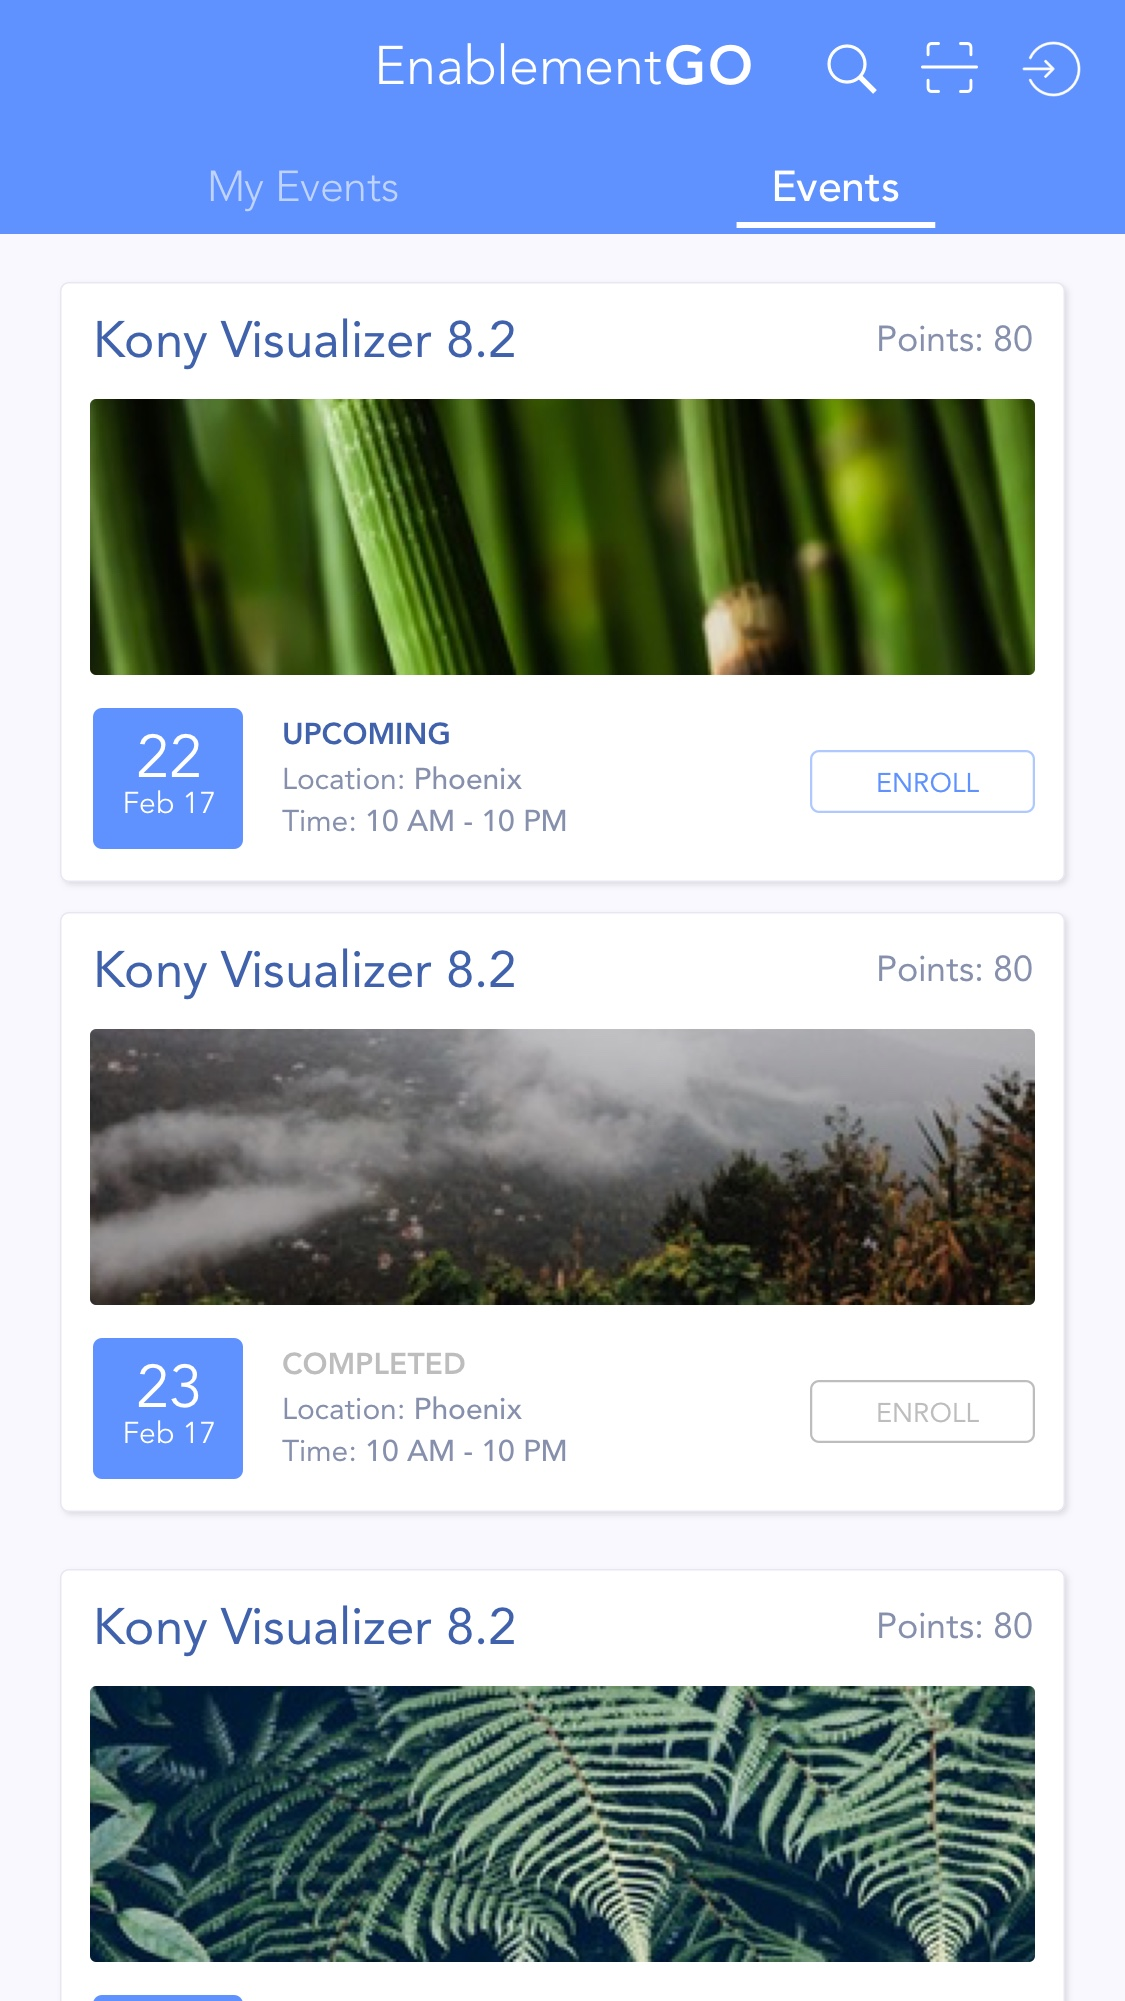 EnablementGO
My Events
Events
Kony Visualizer 8.2
Points: 80
22
Feb 17
UPCOMING
Location: Phoenix
Time: 10 AM - 10 PM
ENROLL
Kony Visualizer 8.2
Points: 80
23
Feb 17
COMPLETED
Location: Phoenix
Time: 10 AM - 10 PM
ENROLL
Kony Visualizer 8.2
Points: 80